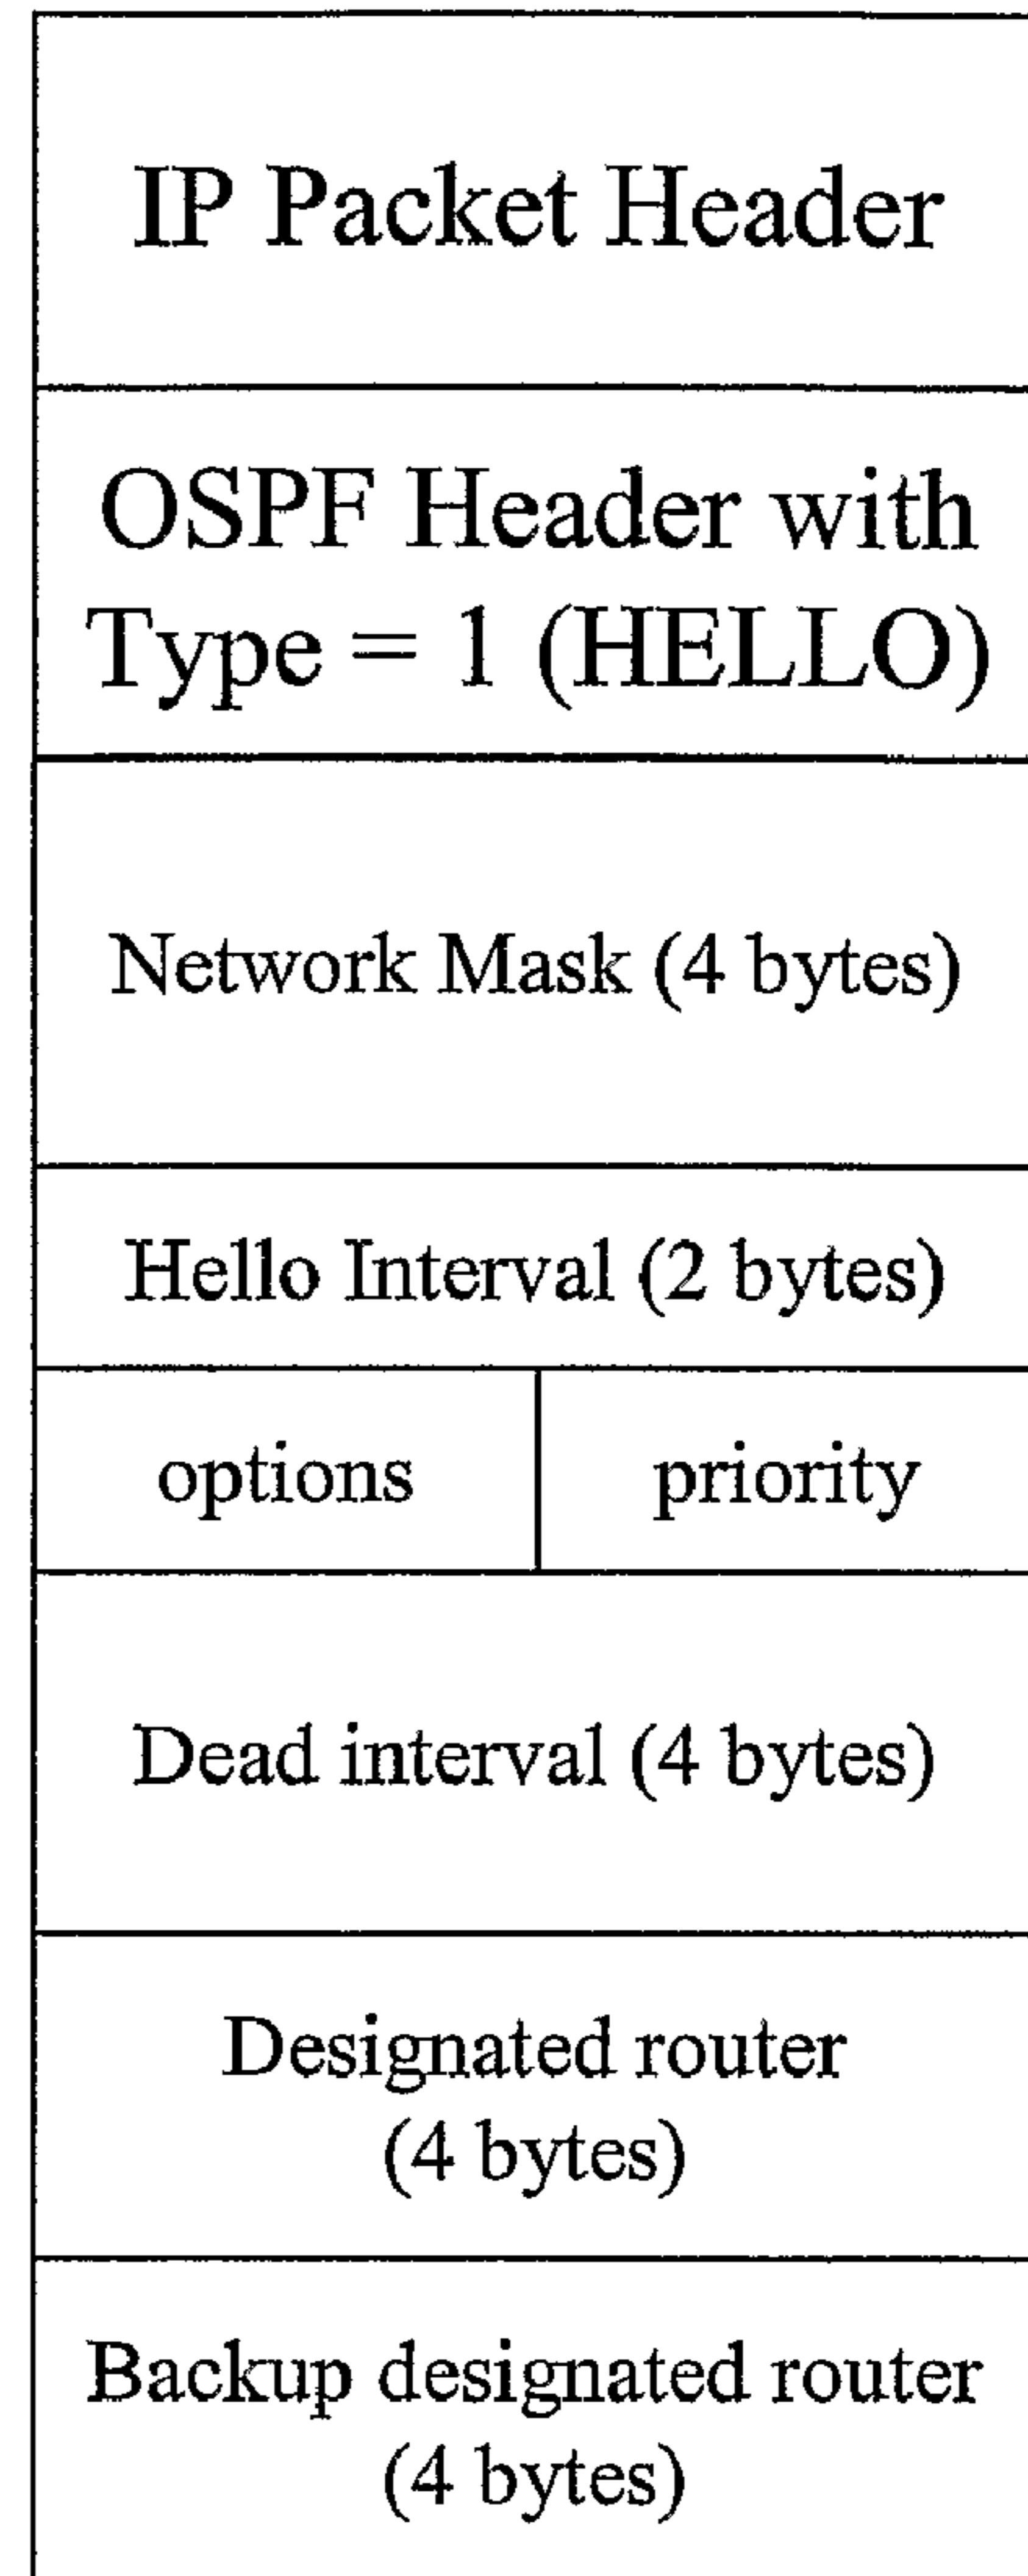 IP Packet Header
OSPF Header with
Type = 1 (HELLO)
Network Mask (4 bytes)
Hello Interval (2 bytes)
options priority
Dead interval (4 bytes)
Designated router
(4 bytes)
Backup designated router
(4 bytes)